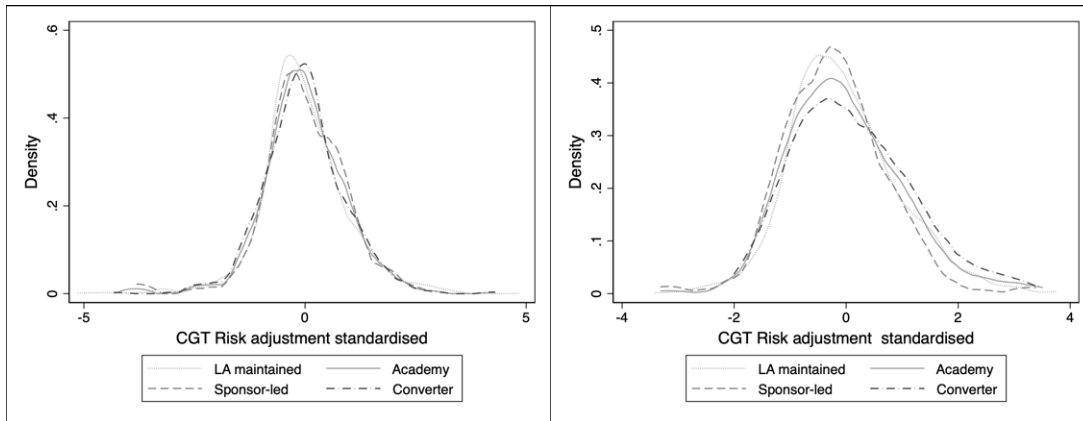 .6
.4
.2
0
Density
-5 0 5
CGT Risk adjustment standardised
LA maintained Academy
Sponsor-led Converter
.5
.4
.3
.2
.1
0
Density
-4 -2 0 2 4
CGT Risk adjustment  standardised
LA maintained Academy
Sponsor-led Converter